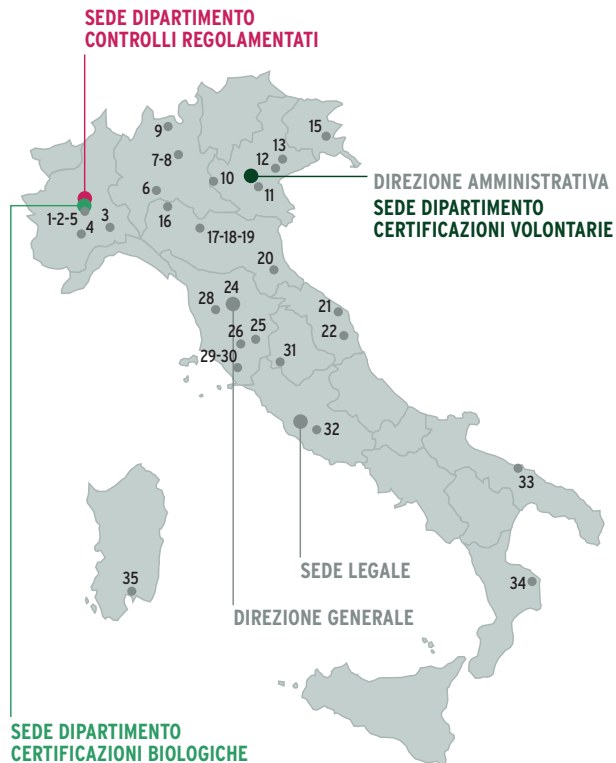 SEDE DIPARTIMENTO
CONTROLLI REGOLAMENTATI
9
15
13
7-8
12
10
DIREZIONE AMMINISTRATIVA
6
11
SEDE DIPARTIMENTO
CERTIFICAZIONI VOLONTARIE
1-2-5
3
16
4
17-18-19
20
24
28
21
25
26
22
31
29-30
32
33
SEDE LEGALE
35
34
DIREZIONE GENERALE
SEDE DIPARTIMENTO
CERTIFICAZIONI BIOLOGICHE